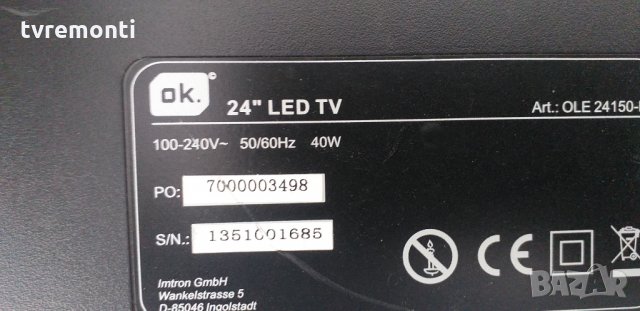 tvremonti
ok.©
24" LED TV
Art.: OLE 24150-
100-240V~ 50/60Hz 40W
PO: 7000003498
S/N.: 1351001685
CE
Imtron GmbH
Wankelstrasse 5
D-85046 Ingolstadt
BAZAR